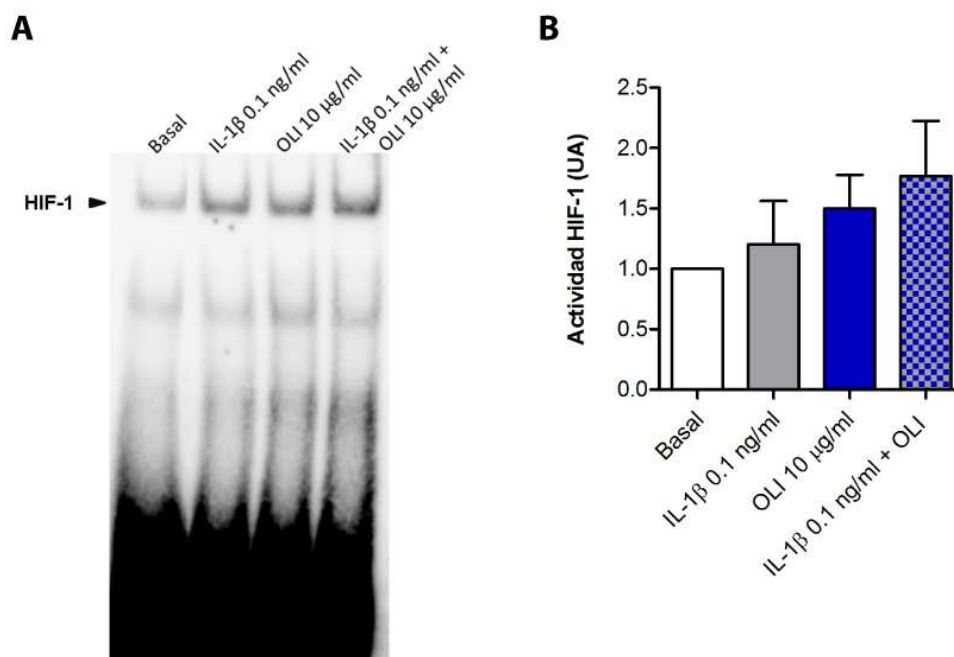 A
Basal
IL-1β 0.1 ng/ml
OLI 10 µg/ml
IL-1β 0.1 ng/ml +
OLI 10 µg/ml
HIF-1
B
Actividad HIF-1 (UA)
2.5
2.0
1.5
1.0
0.5
0.0
Basal
IL-1β 0.1 ng/ml
OLI 10 µg/ml
IL-1β 0.1 ng/ml + OLI